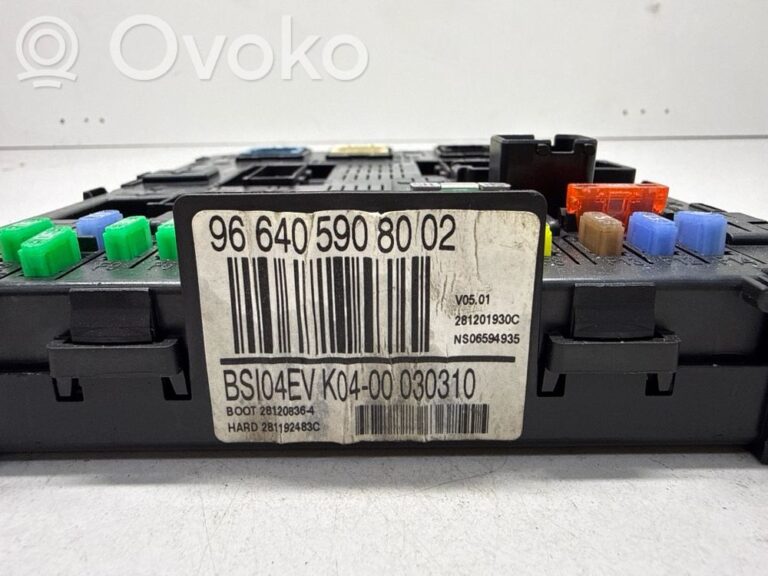 Ovoko
96 640 590 80 02
V05.01
281201930C
NS06594935
BSI04EV K04-00 030310
BOOT 28120836-4
HARD 281192483C